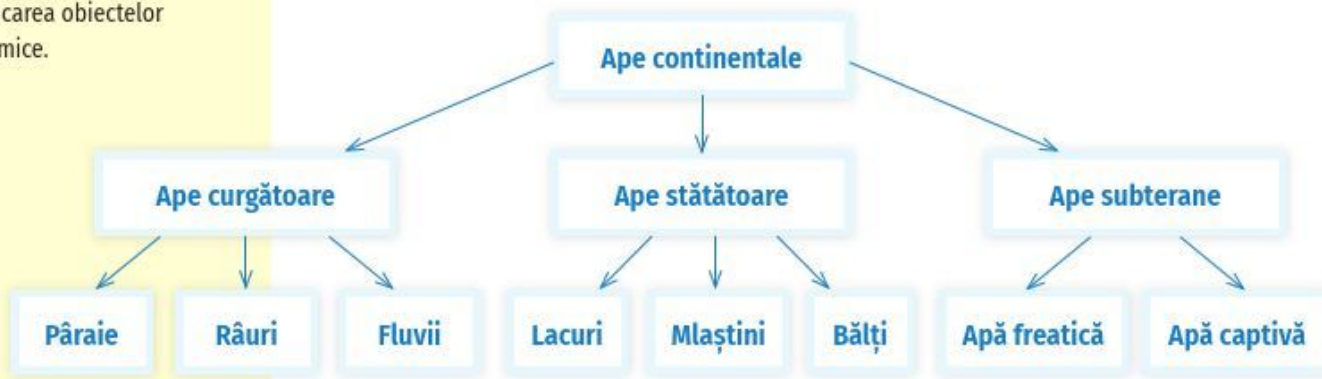 carea obiectelor
mice.
Ape continentale
Ape curgătoare
Ape stătătoare
Ape subterane
Pâraie
Râuri
Fluvii
Lacuri
Mlaștini
Bălți
Apă freatică
Apă captivă